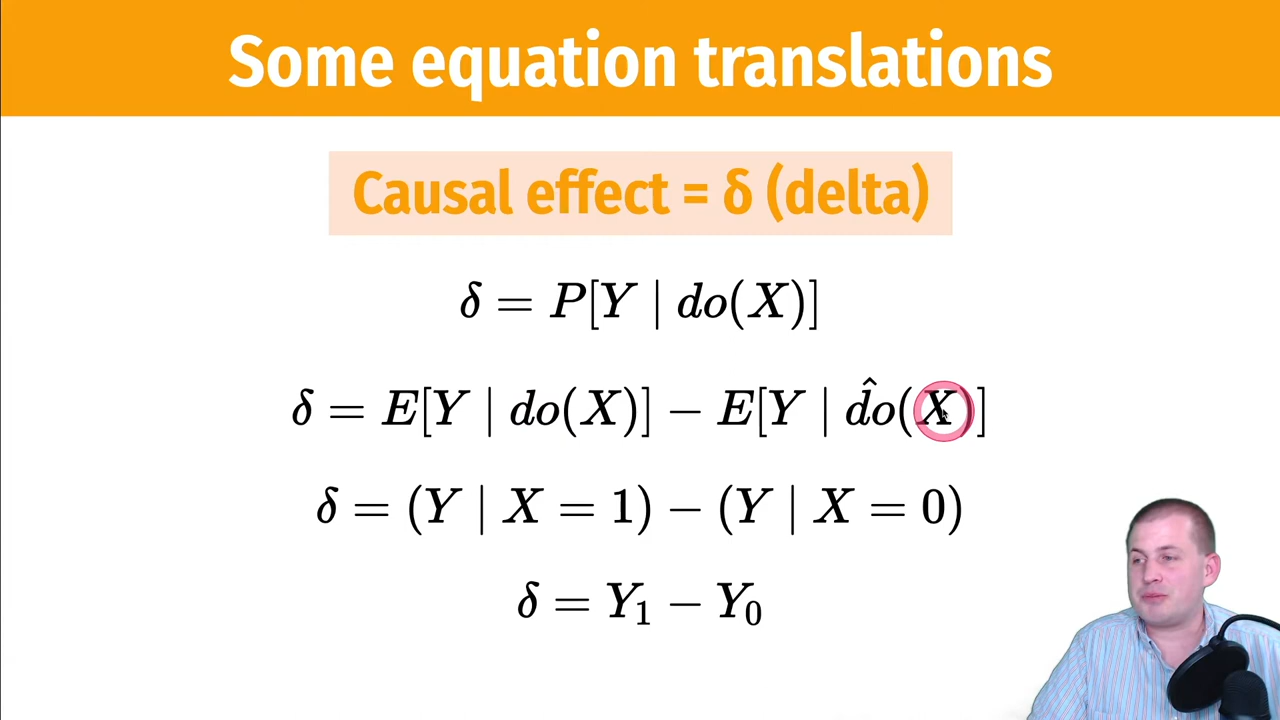 Some equation translations
Causal effect = δ (delta)
δ = P[Y | do(X)]
δ = E[Y | do(X)] − E[Y | d̂o(X)]
δ = (Y | X = 1) − (Y | X = 0)
δ = Y₁ − Y₀